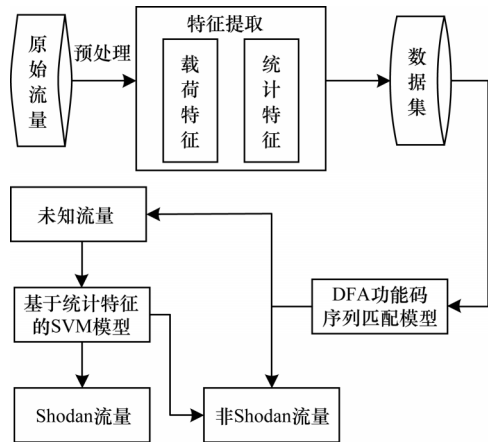 原始流量
预处理
特征提取
载荷特征
统计特征
数据集
未知流量
基于统计特征
的SVM模型
DFA功能码
序列匹配模型
Shodan流量
非Shodan流量